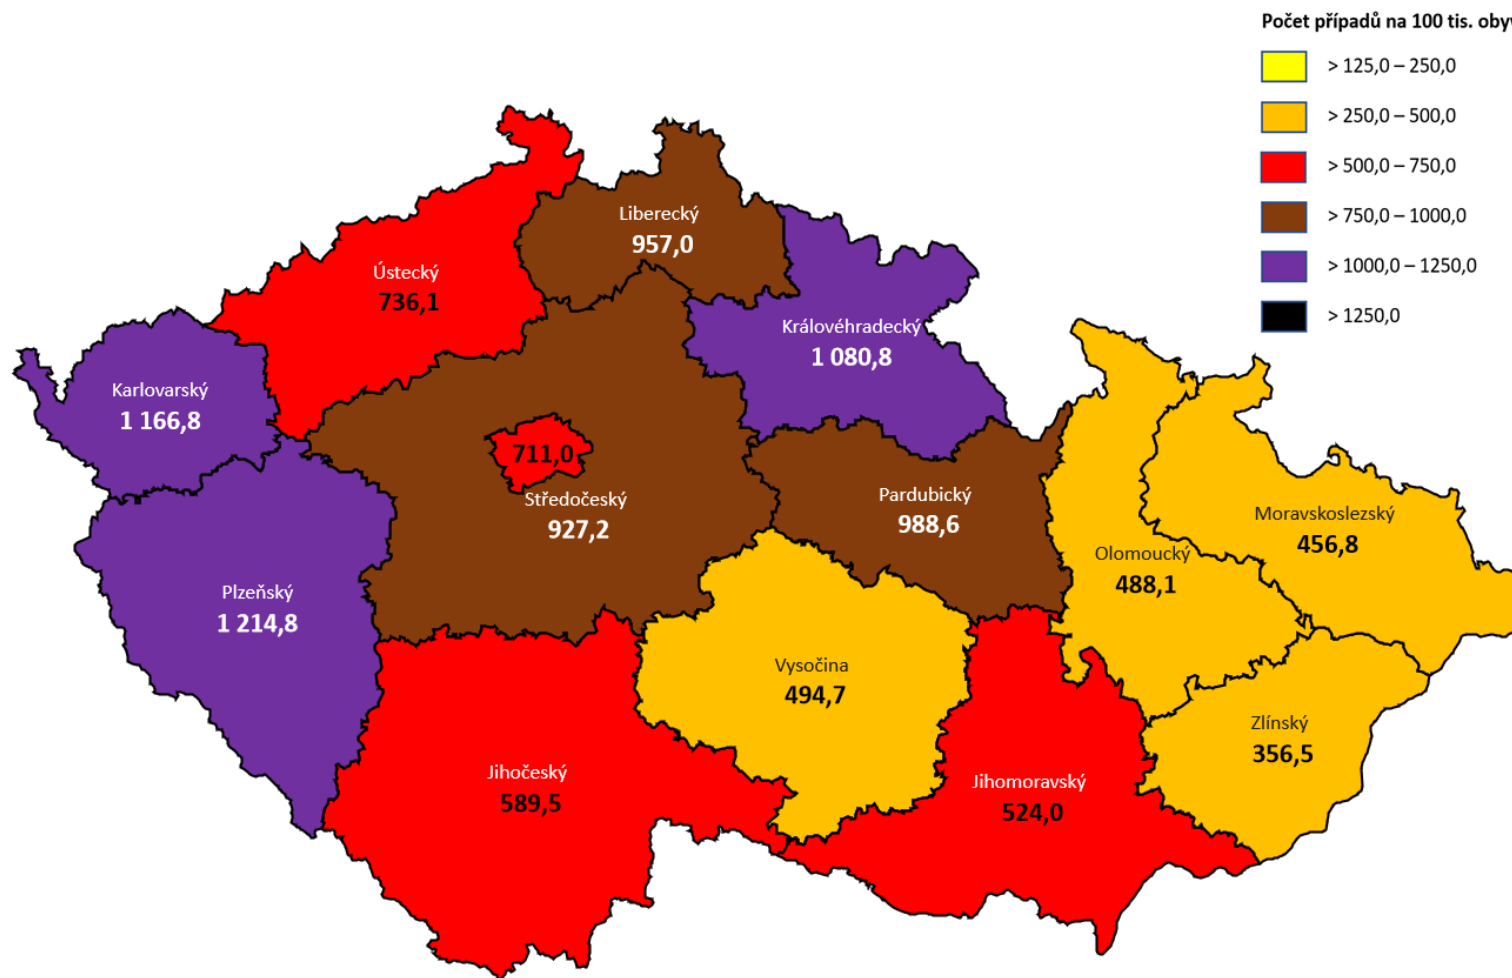 Počet případů na 100 tis.
> 125,0 – 250,0
> 250,0 – 500,0
> 500,0 – 750,0
> 750,0 – 1000,0
> 1000,0 – 1250,0
> 1250,0
Liberecký
957,0
Ústecký
736,1
Královéhradecký
1 080,8
Karlovarský
1 166,8
711,0
Středočeský
927,2
Pardubický
988,6
Moravskoslezský
456,8
Olomoucký
488,1
Plzeňský
1 214,8
Vysočina
494,7
Zlínský
356,5
Jihočeský
589,5
Jihomoravský
524,0